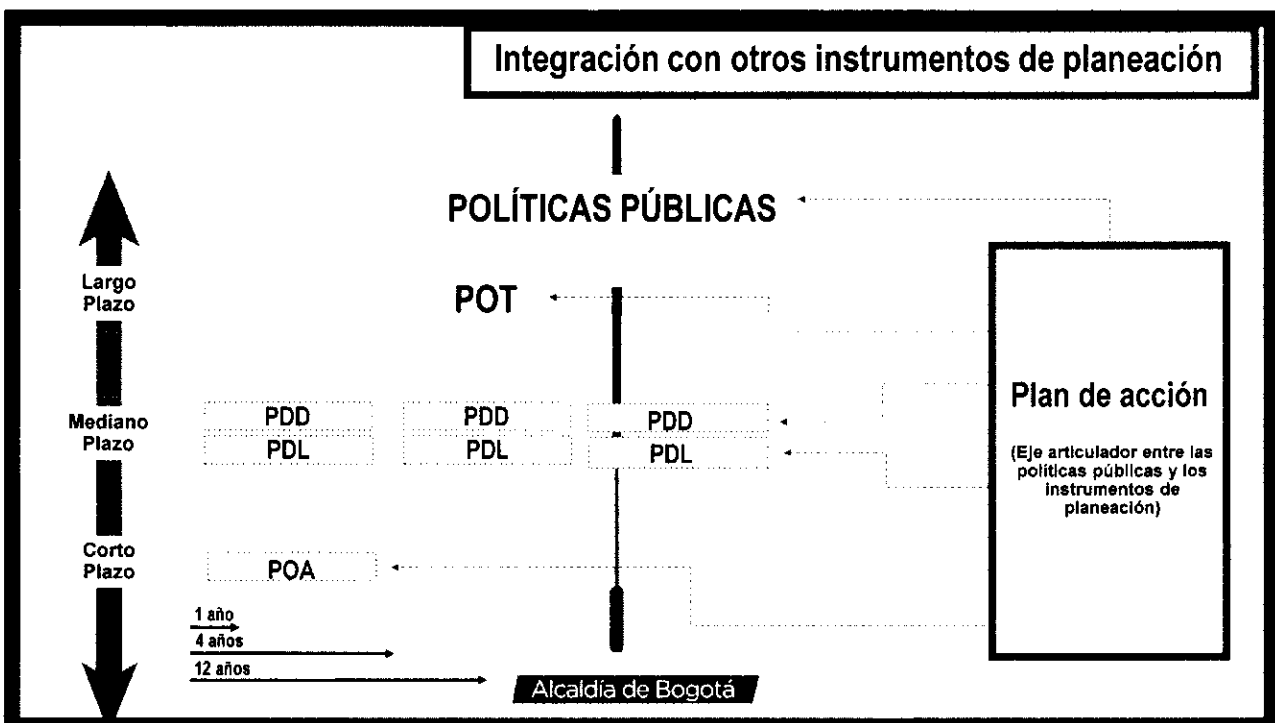 Integración con otros instrumentos de planeación
POLÍTICAS PÚBLICAS
Largo
Plazo
POT
Plan de acción
(Eje articulador entre las
políticas públicas y los
instrumentos de
planeación)
Mediano
Plazo
PDD
PDD
PDD
PDL
PDL
PDL
Corto
Plazo
POA
1 año
4 años
12 años
Alcaldía de Bogotá